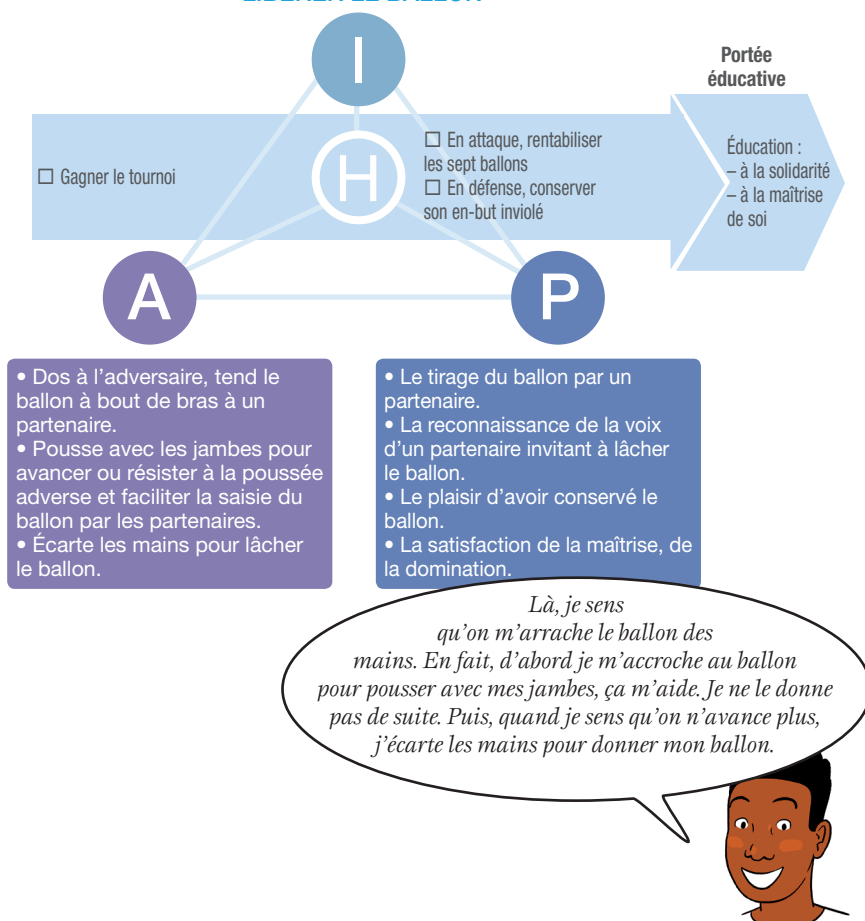 I
Portée
éducative
H
□ Gagner le tournoi
□ En attaque, rentabiliser
les sept ballons
□ En défense, conserver
son en-but inviolé
Éducation :
– à la solidarité
– à la maîtrise
de soi
A
P
• Dos à l’adversaire, tend le
ballon à bout de bras à un
partenaire.
• Pousse avec les jambes pour
avancer ou résister à la poussée
adverse et faciliter la saisie du
ballon par les partenaires.
• Écarte les mains pour lâcher
le ballon.
• Le tirage du ballon par un
partenaire.
• La reconnaissance de la voix
d’un partenaire invitant à lâcher
le ballon.
• Le plaisir d’avoir conservé le
ballon.
• La satisfaction de la maîtrise, de
la domination.
Là, je sens
qu’on m’arrache le ballon des
mains. En fait, d’abord je m’accroche au ballon
pour pousser avec mes jambes, ça m’aide. Je ne le donne
pas de suite. Puis, quand je sens qu’on n’avance plus,
j’écarte les mains pour donner mon ballon.